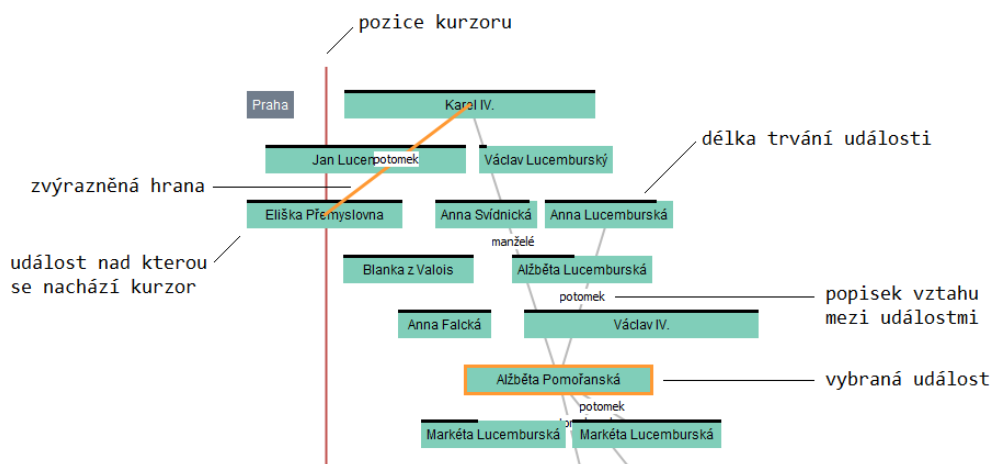 pozice kurzoru
Praha
Karel IV.
délka trvání události
Jan Lucem
potomek
Václav Lucemburský
zvýrazněná hrana
Eliška Přemyslovna
Anna Svídnická
Anna Lucemburská
manželé
událost nad kterou
se nachází kurzor
Blanka z Valois
Alžběta Lucemburská
potomek
popisek vztahu
mezi událostmi
Anna Falcká
Václav IV.
Alžběta Pomořanská
vybraná událost
potomek
Markéta Lucemburská
Markéta Lucemburská